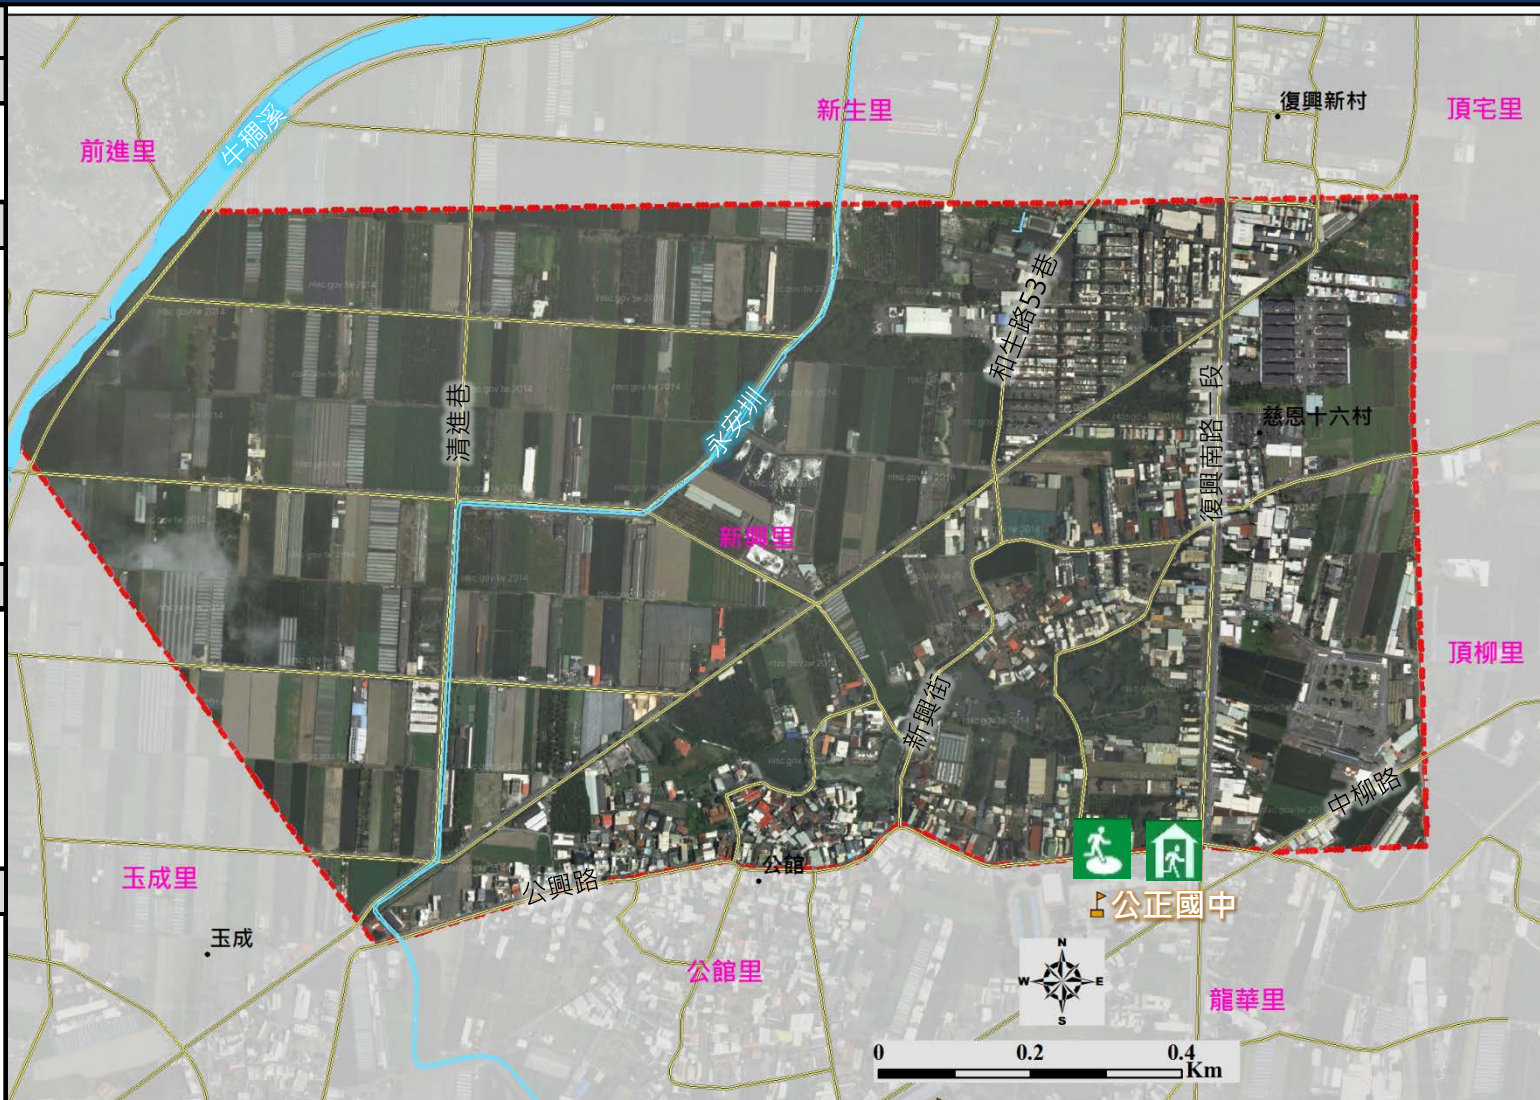 復興新村
頂宅里
新生里
前進里
牛稠溪
和生路53巷
清進巷
永安圳
復興南路一段
慈恩十六村
新興里
頂柳里
新興街
中柳路
公館
玉成里
公興路
公正國中
玉成
公館里
龍華里
N
W E
S
0 0.2 0.4
Km
nlsc.gov.tw 2014